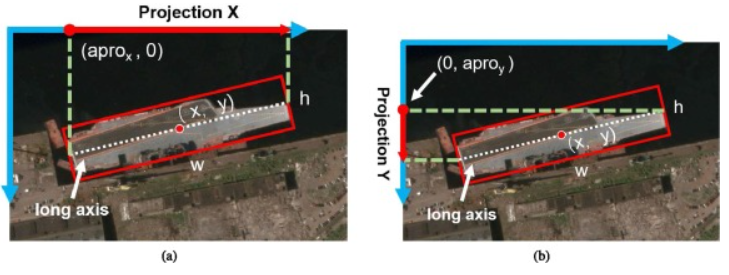 Projection X
(apro_x, 0)
h
(x, y)
w
long axis
(a)
(0, apro_y)
Projection Y
h
(x, y)
w
long axis
(b)